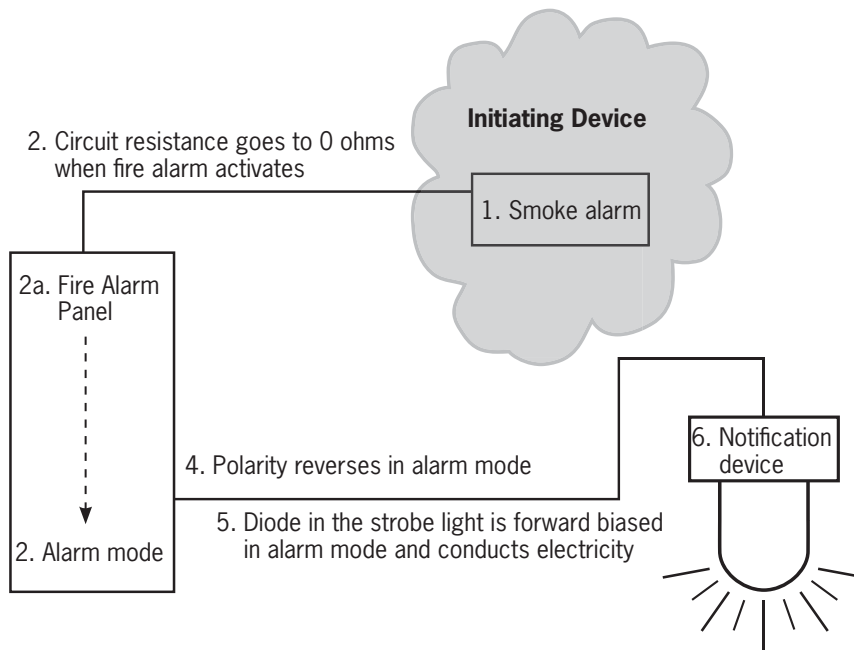 Initiating Device
2. Circuit resistance goes to 0 ohms
when fire alarm activates
1. Smoke alarm
2a. Fire Alarm
Panel
6. Notification
device
4. Polarity reverses in alarm mode
5. Diode in the strobe light is forward biased
in alarm mode and conducts electricity
2. Alarm mode